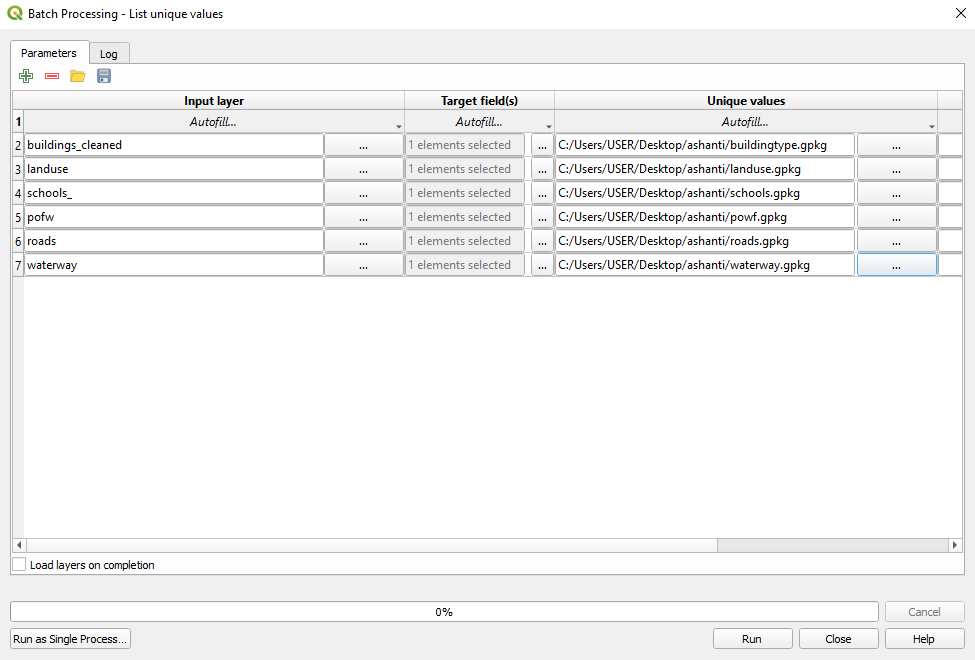 Batch Processing - List unique values
Parameters Log
Input layer Target field(s) Unique values
1 Autofill... Autofill... Autofill...
2 buildings_cleaned ... 1 elements selected ... C:/Users/USER/Desktop/ashanti/buildingtype.gpkg ...
3 landuse ... 1 elements selected ... C:/Users/USER/Desktop/ashanti/landuse.gpkg ...
4 schools_ ... 1 elements selected ... C:/Users/USER/Desktop/ashanti/schools.gpkg ...
5 pofw ... 1 elements selected ... C:/Users/USER/Desktop/ashanti/powf.gpkg ...
6 roads ... 1 elements selected ... C:/Users/USER/Desktop/ashanti/roads.gpkg ...
7 waterway ... 1 elements selected ... C:/Users/USER/Desktop/ashanti/waterway.gpkg ...
Load layers on completion
0% Cancel
Run as Single Process... Run Close Help